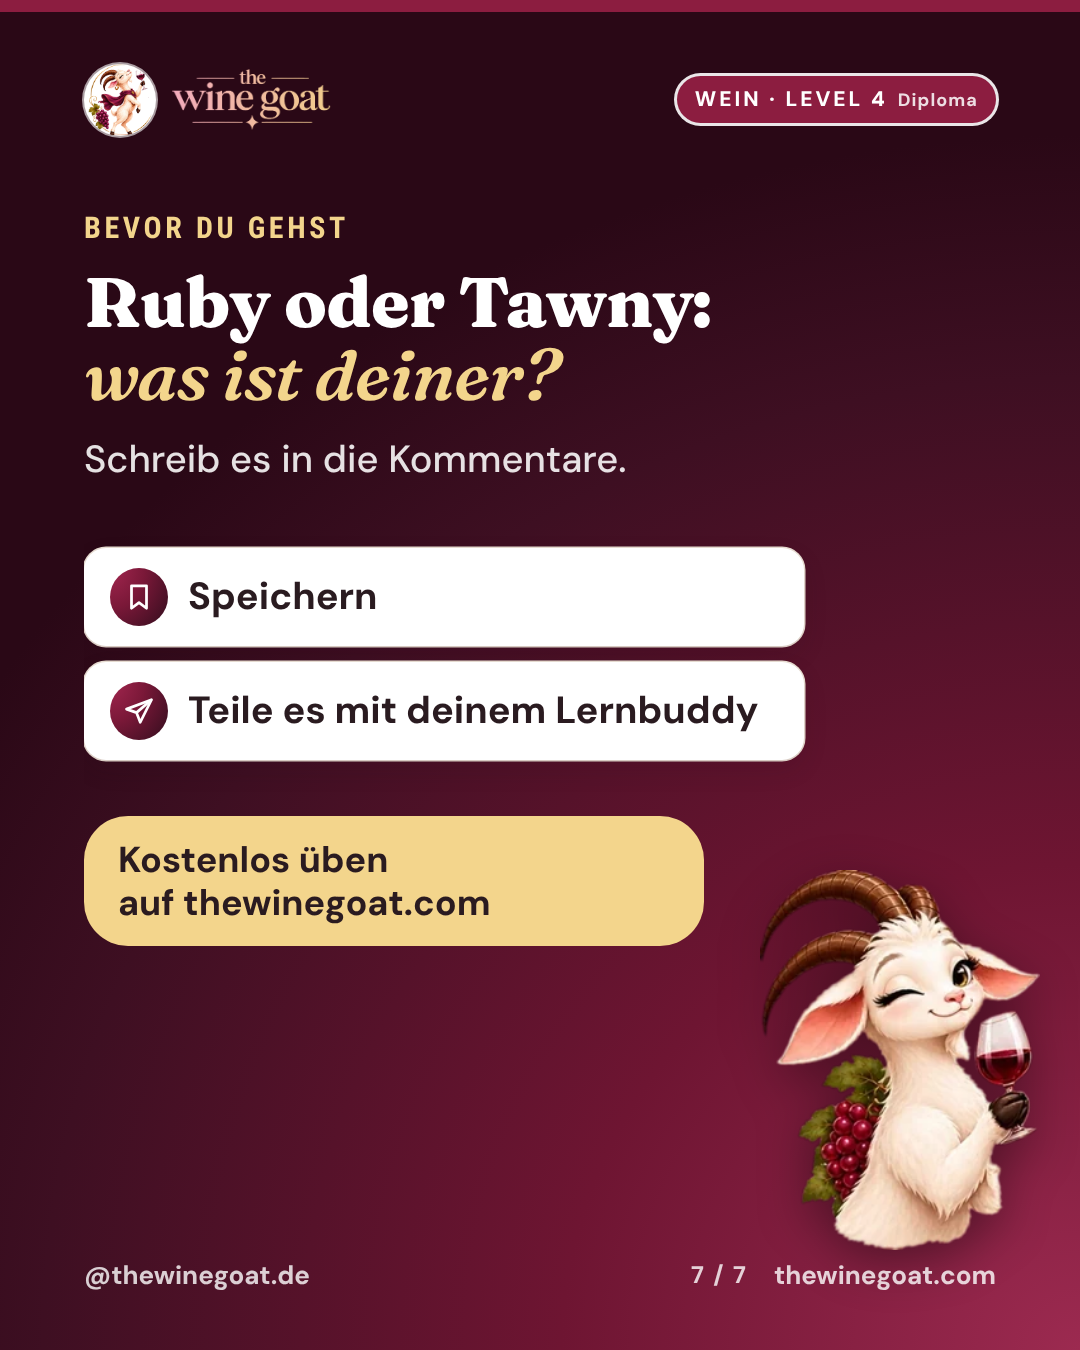 the
wine goat
WEIN · LEVEL 4 Diploma
BEVOR DU GEHST
Ruby oder Tawny:
was ist deiner?
Schreib es in die Kommentare.
Speichern
Teile es mit deinem Lernbuddy
Kostenlos üben
auf thewinegoat.com
@thewinegoat.de
7 / 7 thewinegoat.com